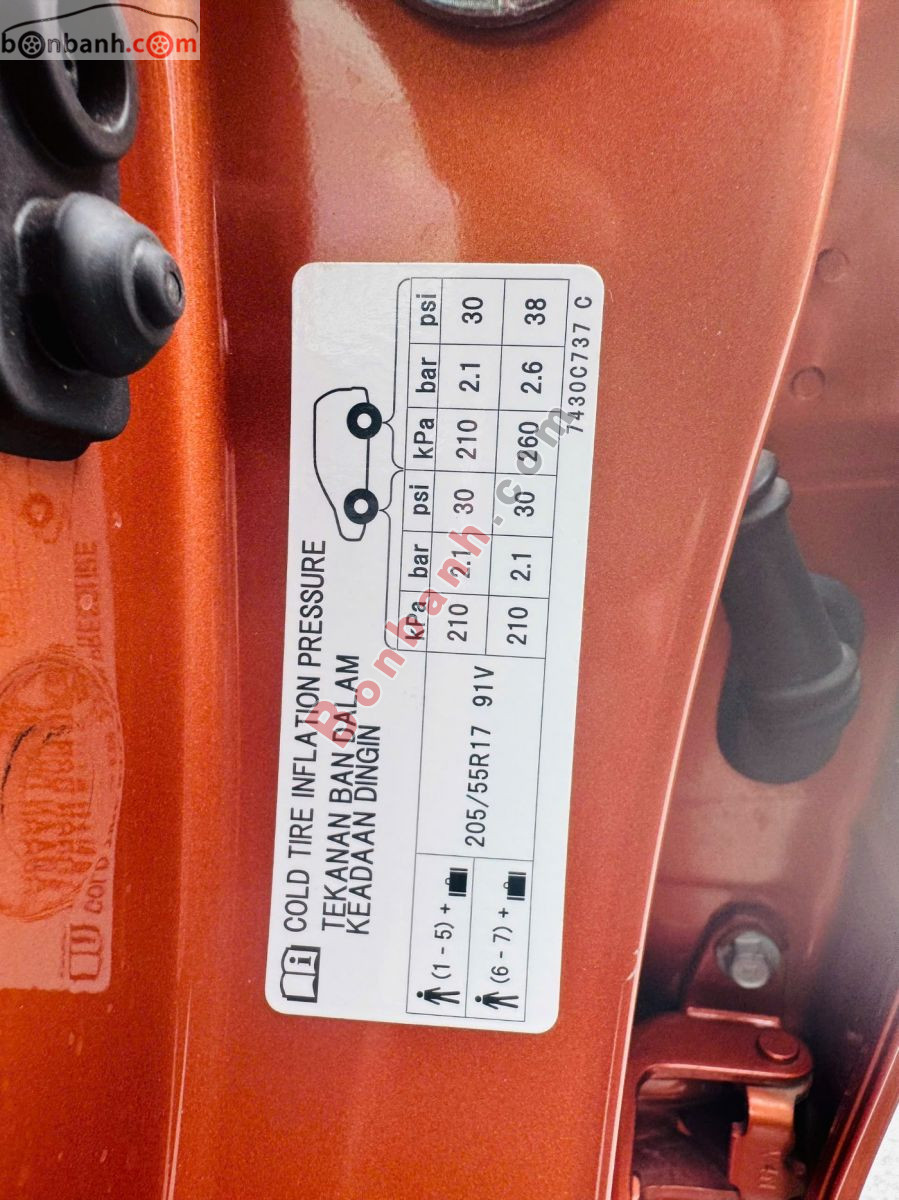 bonbanh.com
COLD TIRE INFLATION PRESSURE
TEKANAN BAN DALAM
KEADAAN DINGIN
kPa bar psi kPa bar psi
(1-5)+ 205/55R17 91V 210 2.1 30 210 2.1 30
(6-7)+ 210 2.1 30 260 2.6 38
7430C737 C
Bonbanh.com